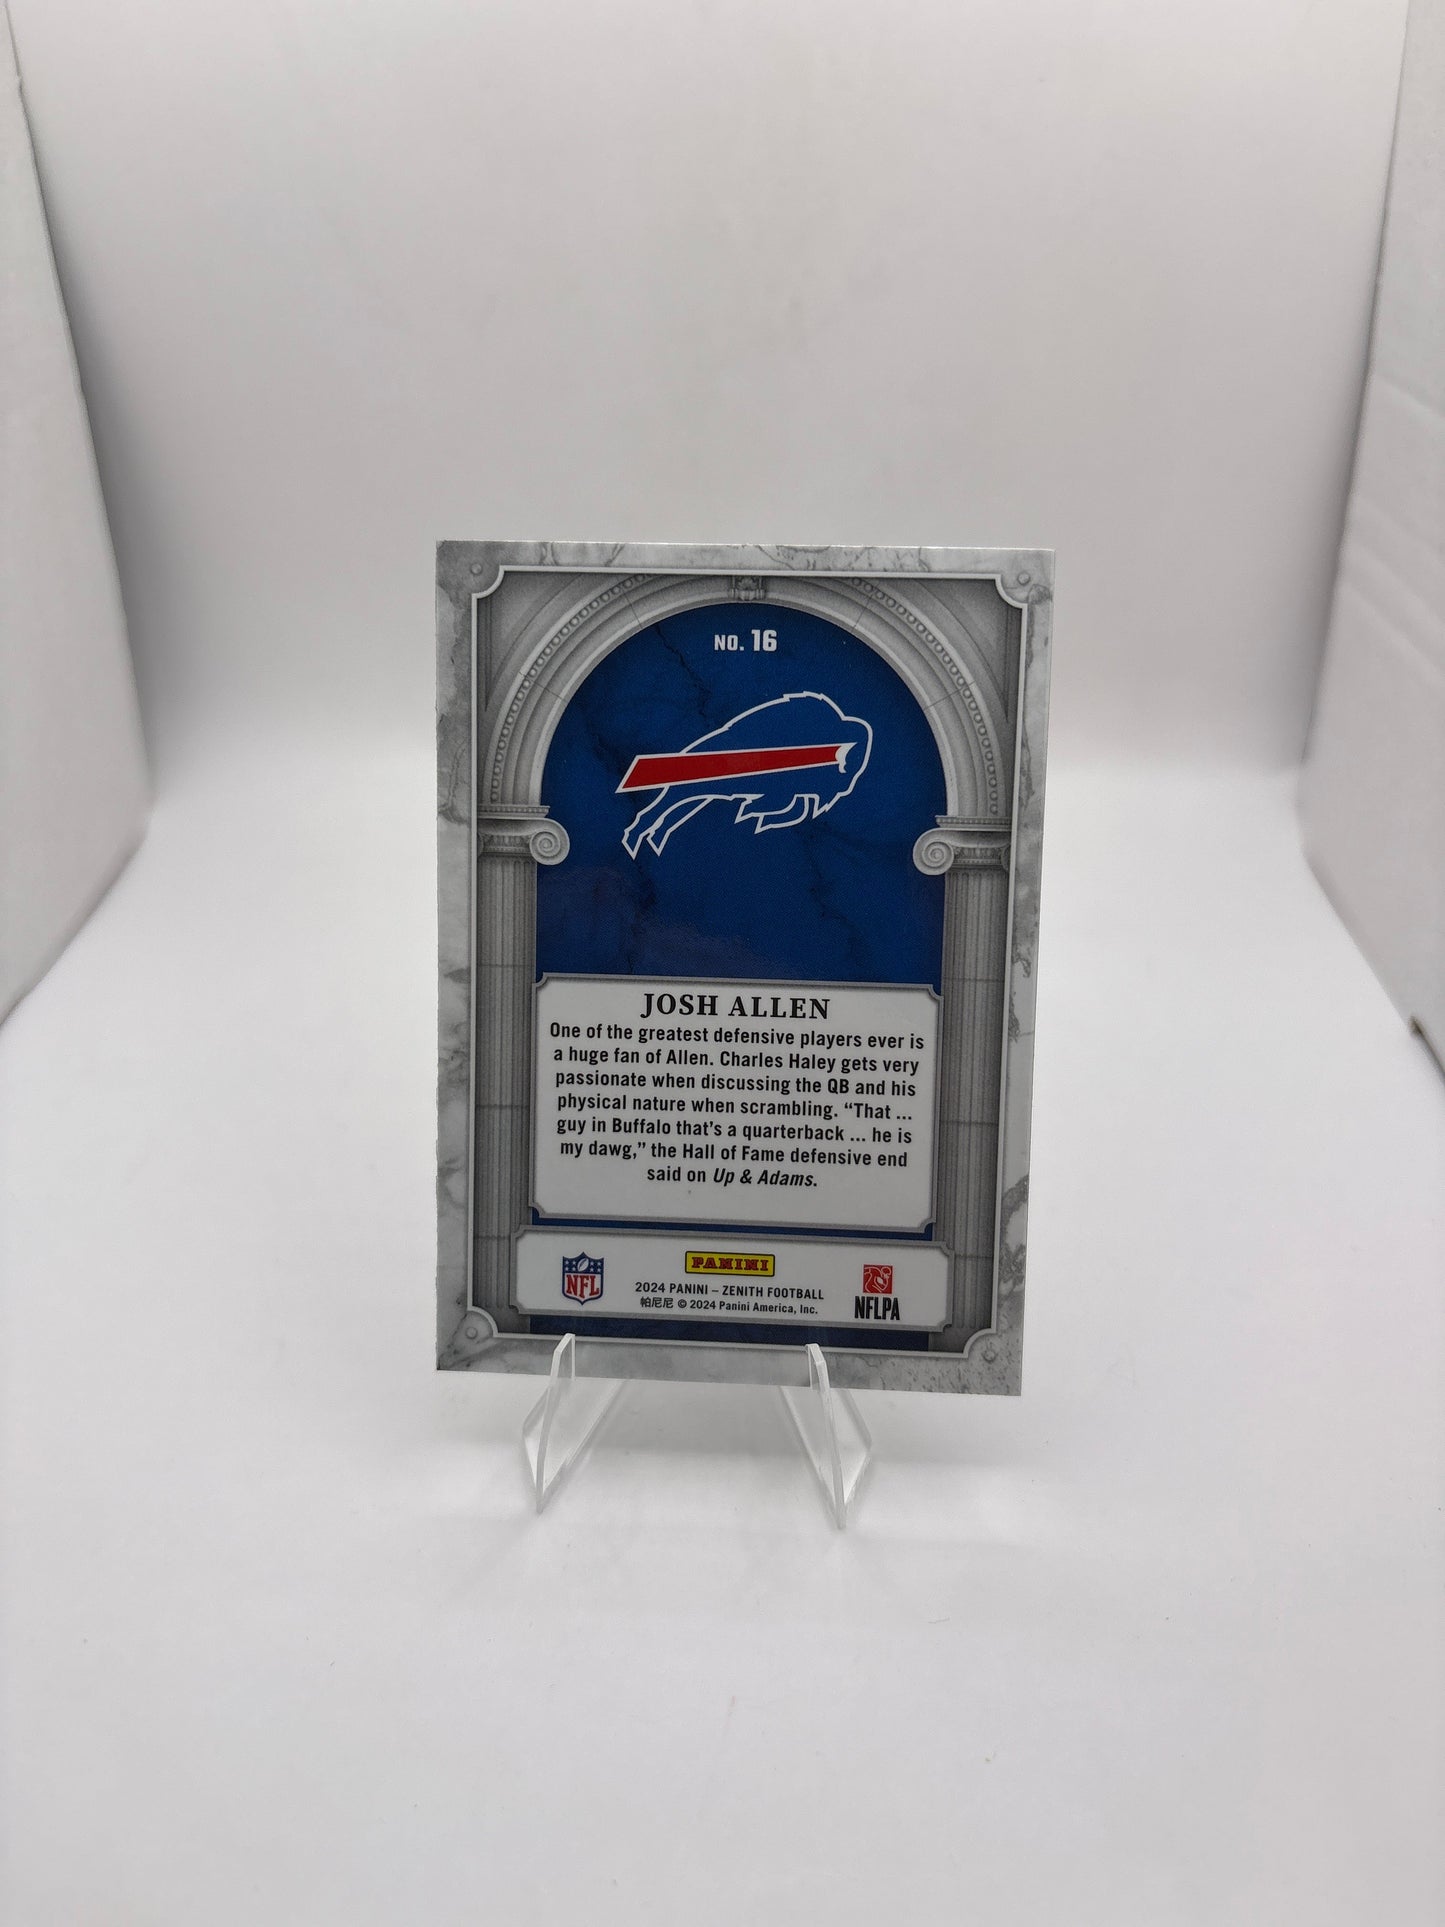 NO. 16
JOSH ALLEN
One of the greatest defensive players ever is
a huge fan of Allen. Charles Haley gets very
passionate when discussing the QB and his
physical nature when scrambling. “That ...
guy in Buffalo that’s a quarterback ... he is
my dawg,” the Hall of Fame defensive end
said on Up & Adams.
NFL
PANINI
2024 PANINI – ZENITH FOOTBALL
帕尼尼 © 2024 Panini America, Inc.
NFLPA